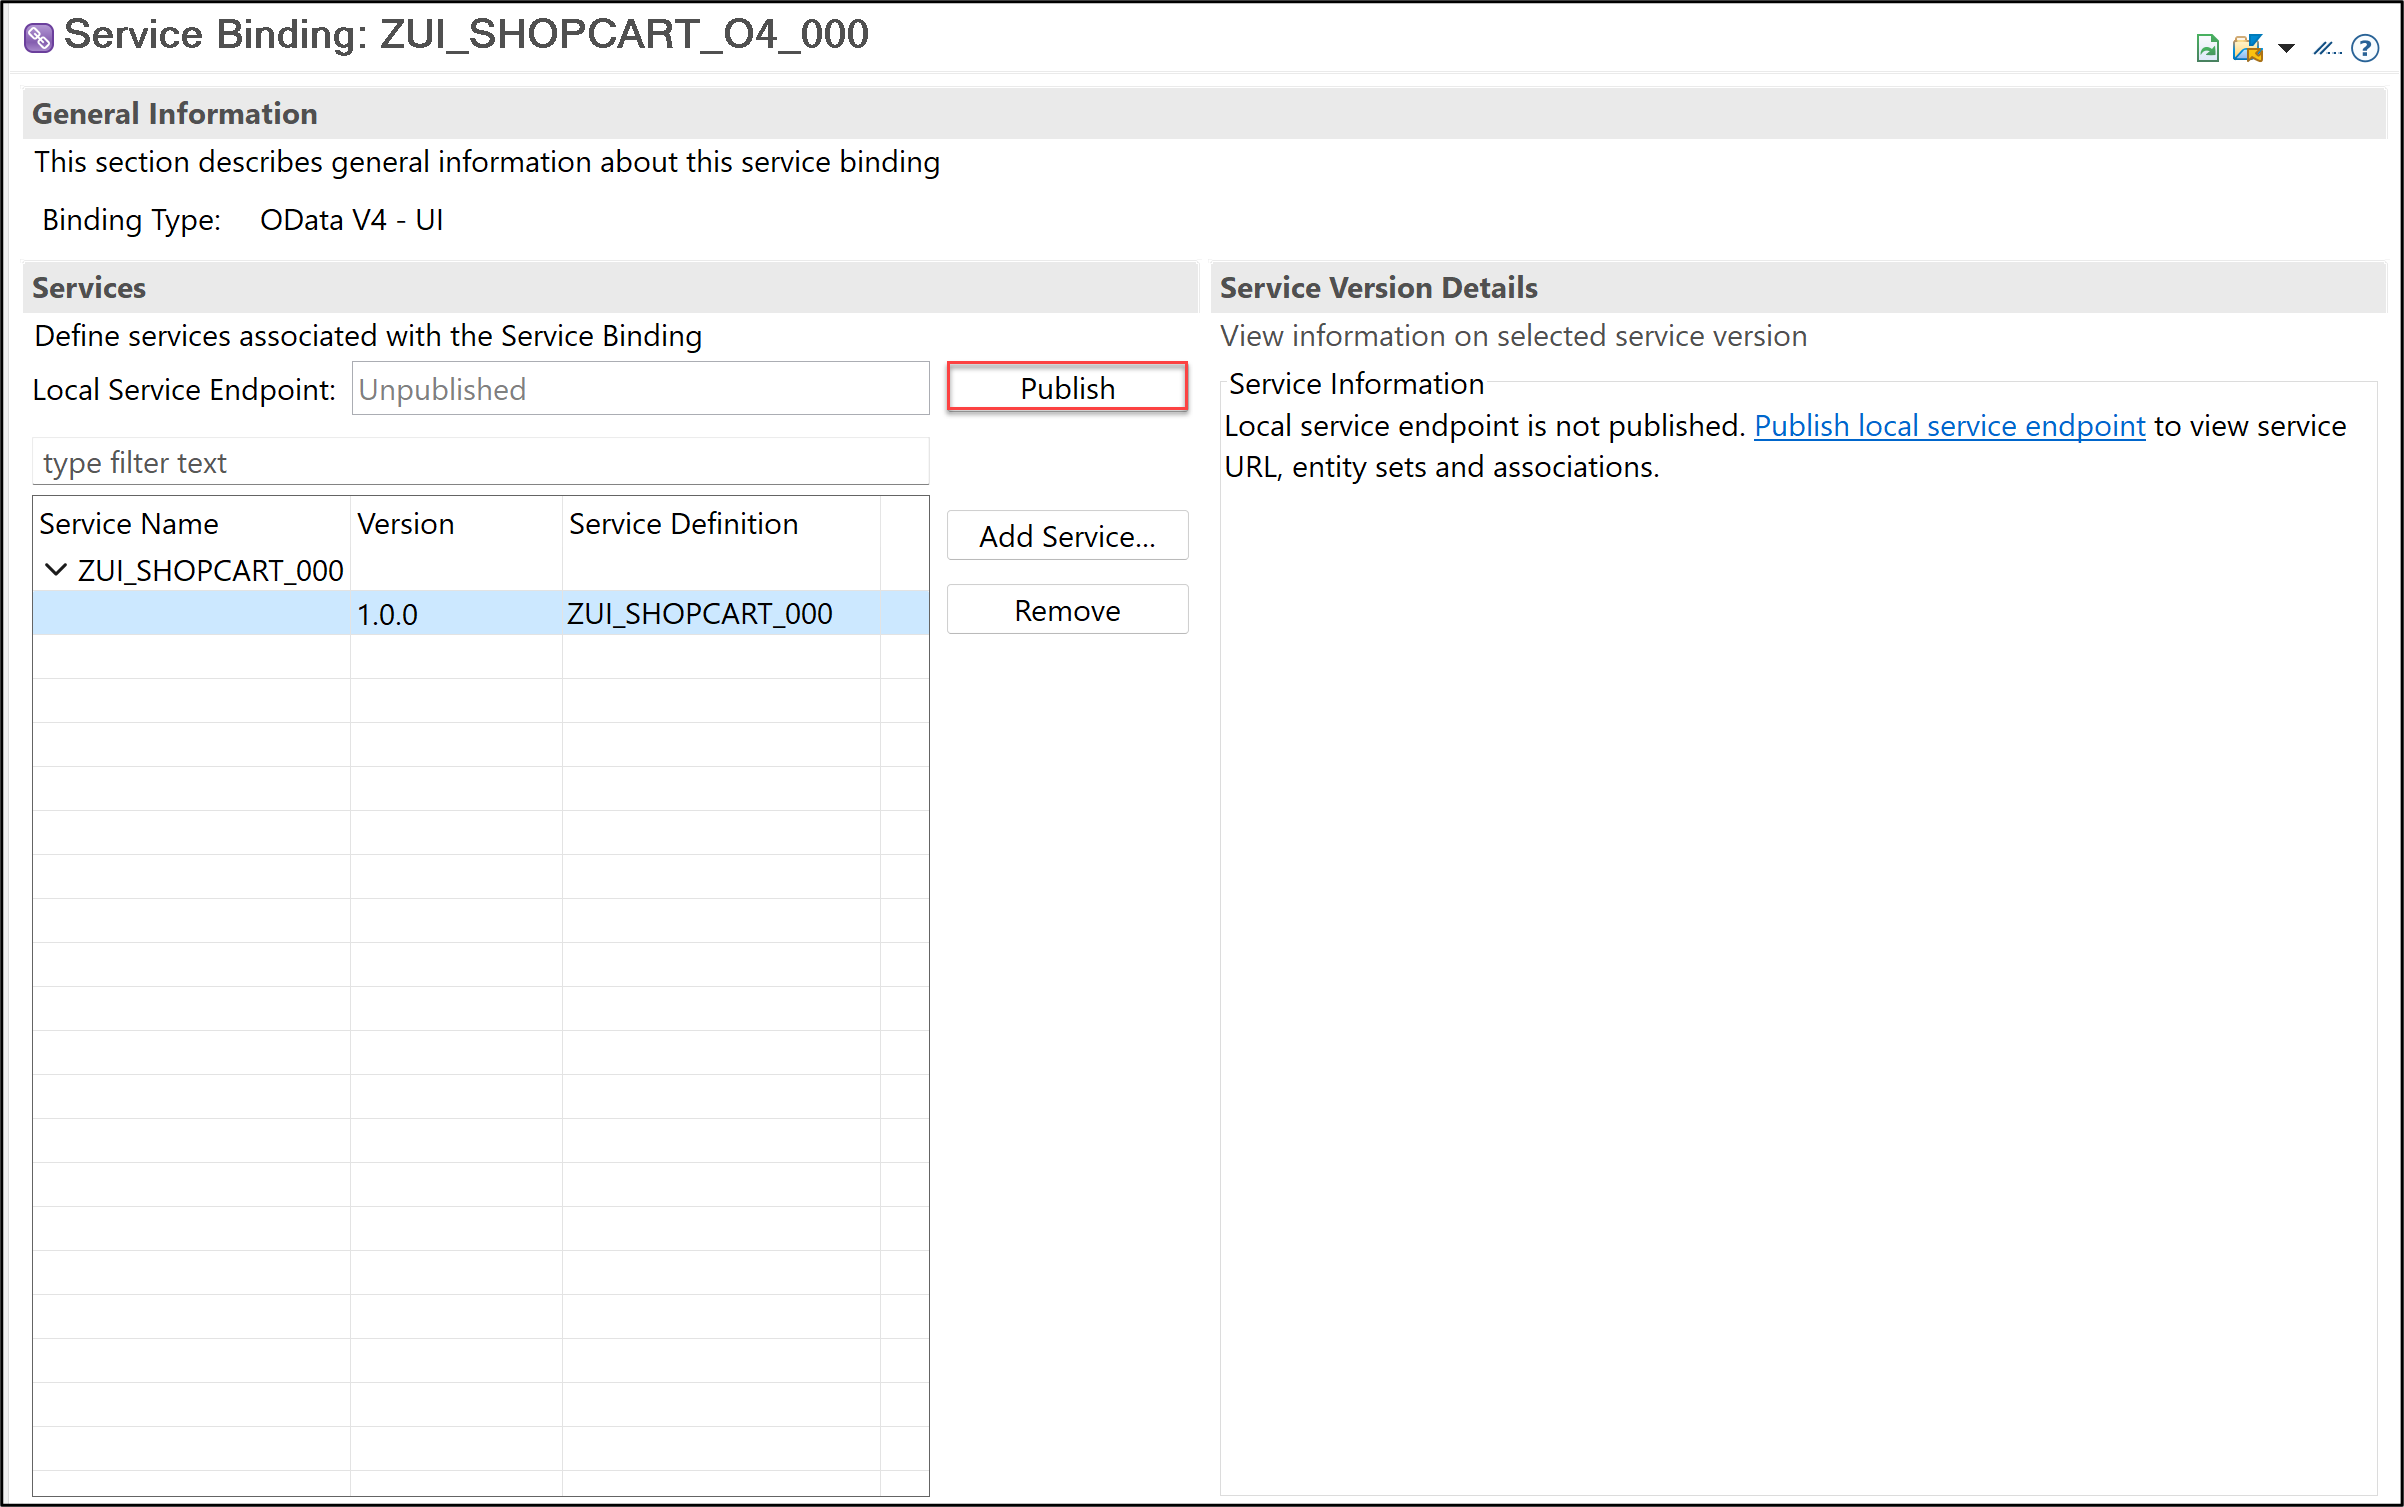 Service Binding: ZUI_SHOPCART_O4_000
General Information
This section describes general information about this service binding
Binding Type: OData V4 - UI
Services
Define services associated with the Service Binding
Local Service Endpoint: Unpublished Publish
type filter text
Service Name Version Service Definition
Add Service...
ZUI_SHOPCART_000
1.0.0 ZUI_SHOPCART_000
Remove
Service Version Details
View information on selected service version
Service Information
Local service endpoint is not published. Publish local service endpoint to view service
URL, entity sets and associations.